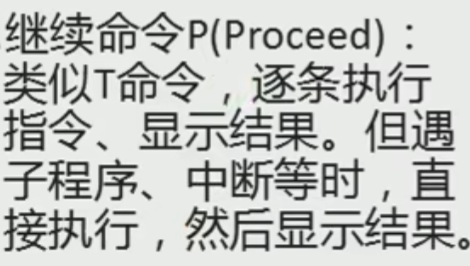 继续命令P(Proceed)：
类似T命令，逐条执行
指令、显示结果。但遇
子程序、中断等时，直
接执行，然后显示结果。